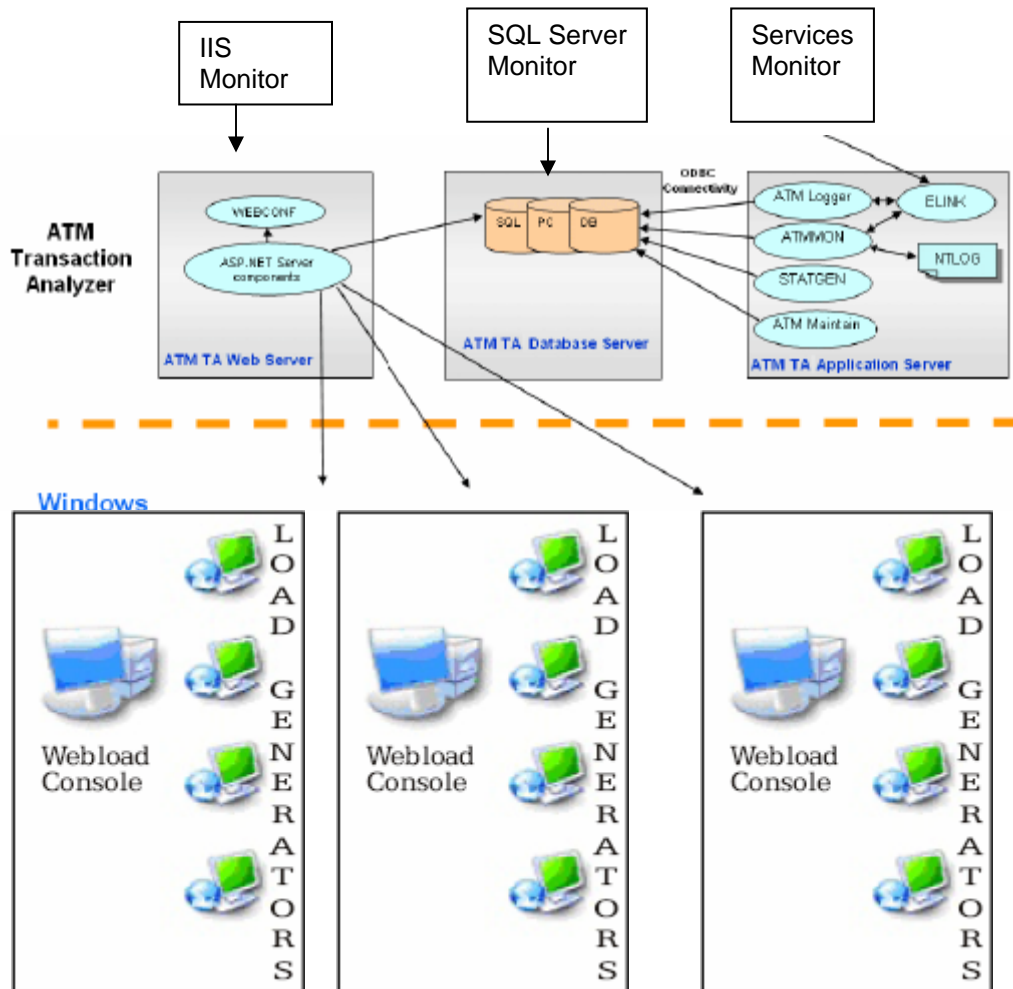 IIS
Monitor
SQL Server
Monitor
Services
Monitor
ATM
Transaction
Analyzer
WEBCONF
ASP.NET Server
components
ATM TA Web Server
SQL
PC
DB
ATM TA Database Server
ODBC
Connectivity
ATM Logger
ELINK
ATMMON
NTLOG
STATGEN
ATM Maintain
ATM TA Application Server
Windows
Webload
Console
LOAD GENERATORS
Webload
Console
LOAD GENERATORS
Webload
Console
LOAD GENERATORS